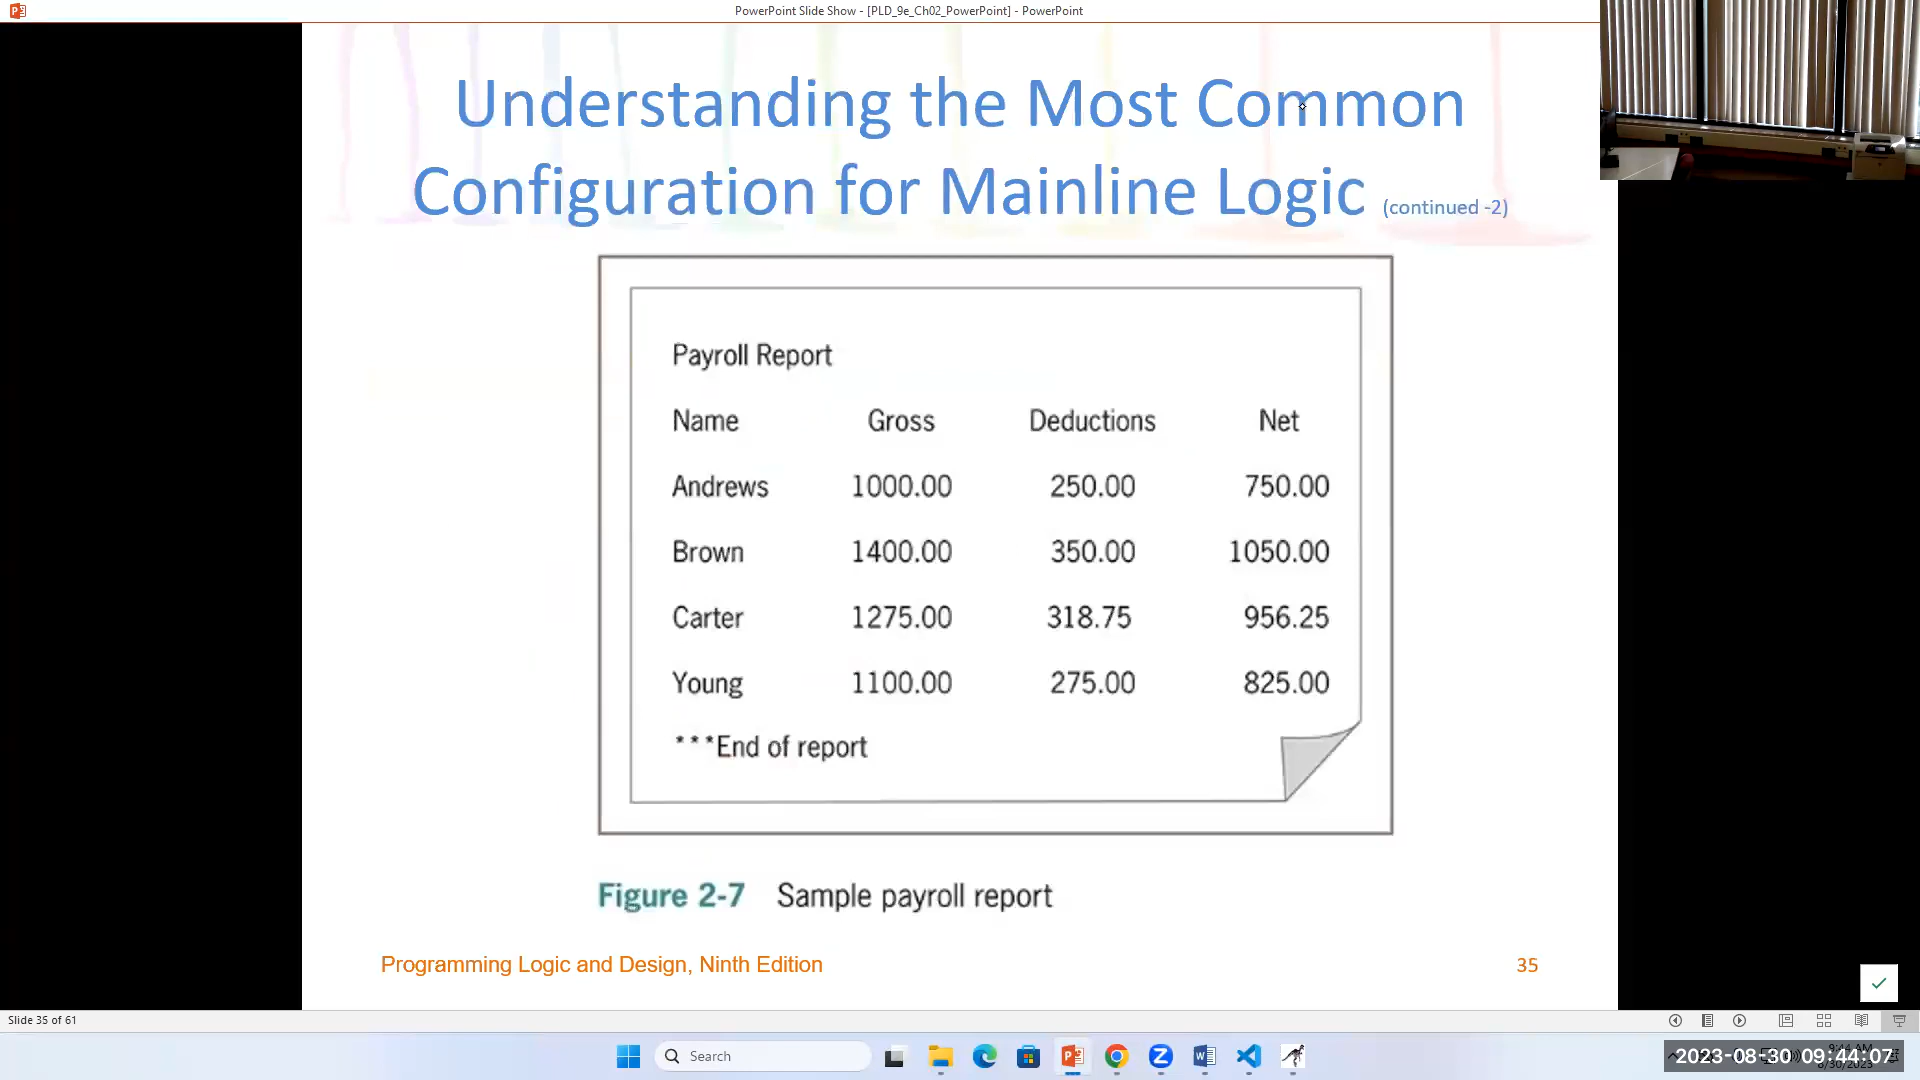 PowerPoint Slide Show - [PLD_9e_Ch02_PowerPoint] - PowerPoint
Understanding the Most Common
Configuration for Mainline Logic (continued -2)
Payroll Report
Name Gross Deductions Net
Andrews 1000.00 250.00 750.00
Brown 1400.00 350.00 1050.00
Carter 1275.00 318.75 956.25
Young 1100.00 275.00 825.00
***End of report
Figure 2-7 Sample payroll report
Programming Logic and Design, Ninth Edition 35
Slide 35 of 61
Search
2023-08-30 09:44:07